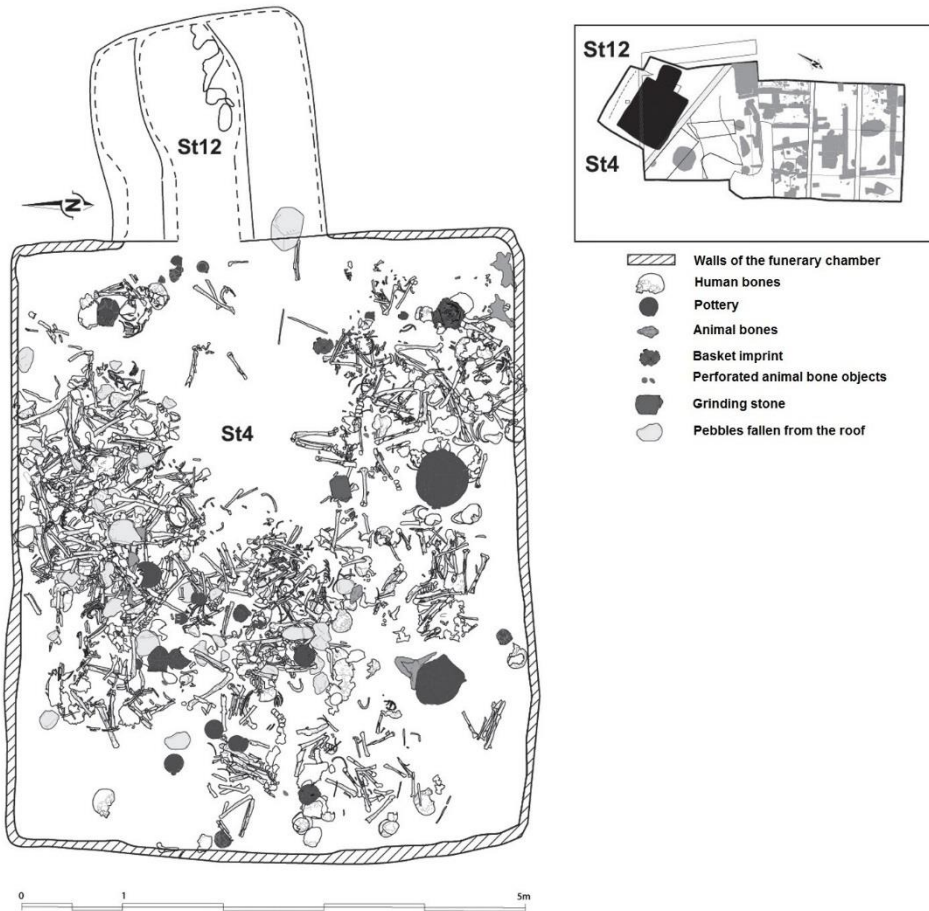 St12
N
St4
0
1
5m
St12
St4
Walls of the funerary chamber
Human bones
Pottery
Animal bones
Basket imprint
Perforated animal bone objects
Grinding stone
Pebbles fallen from the roof